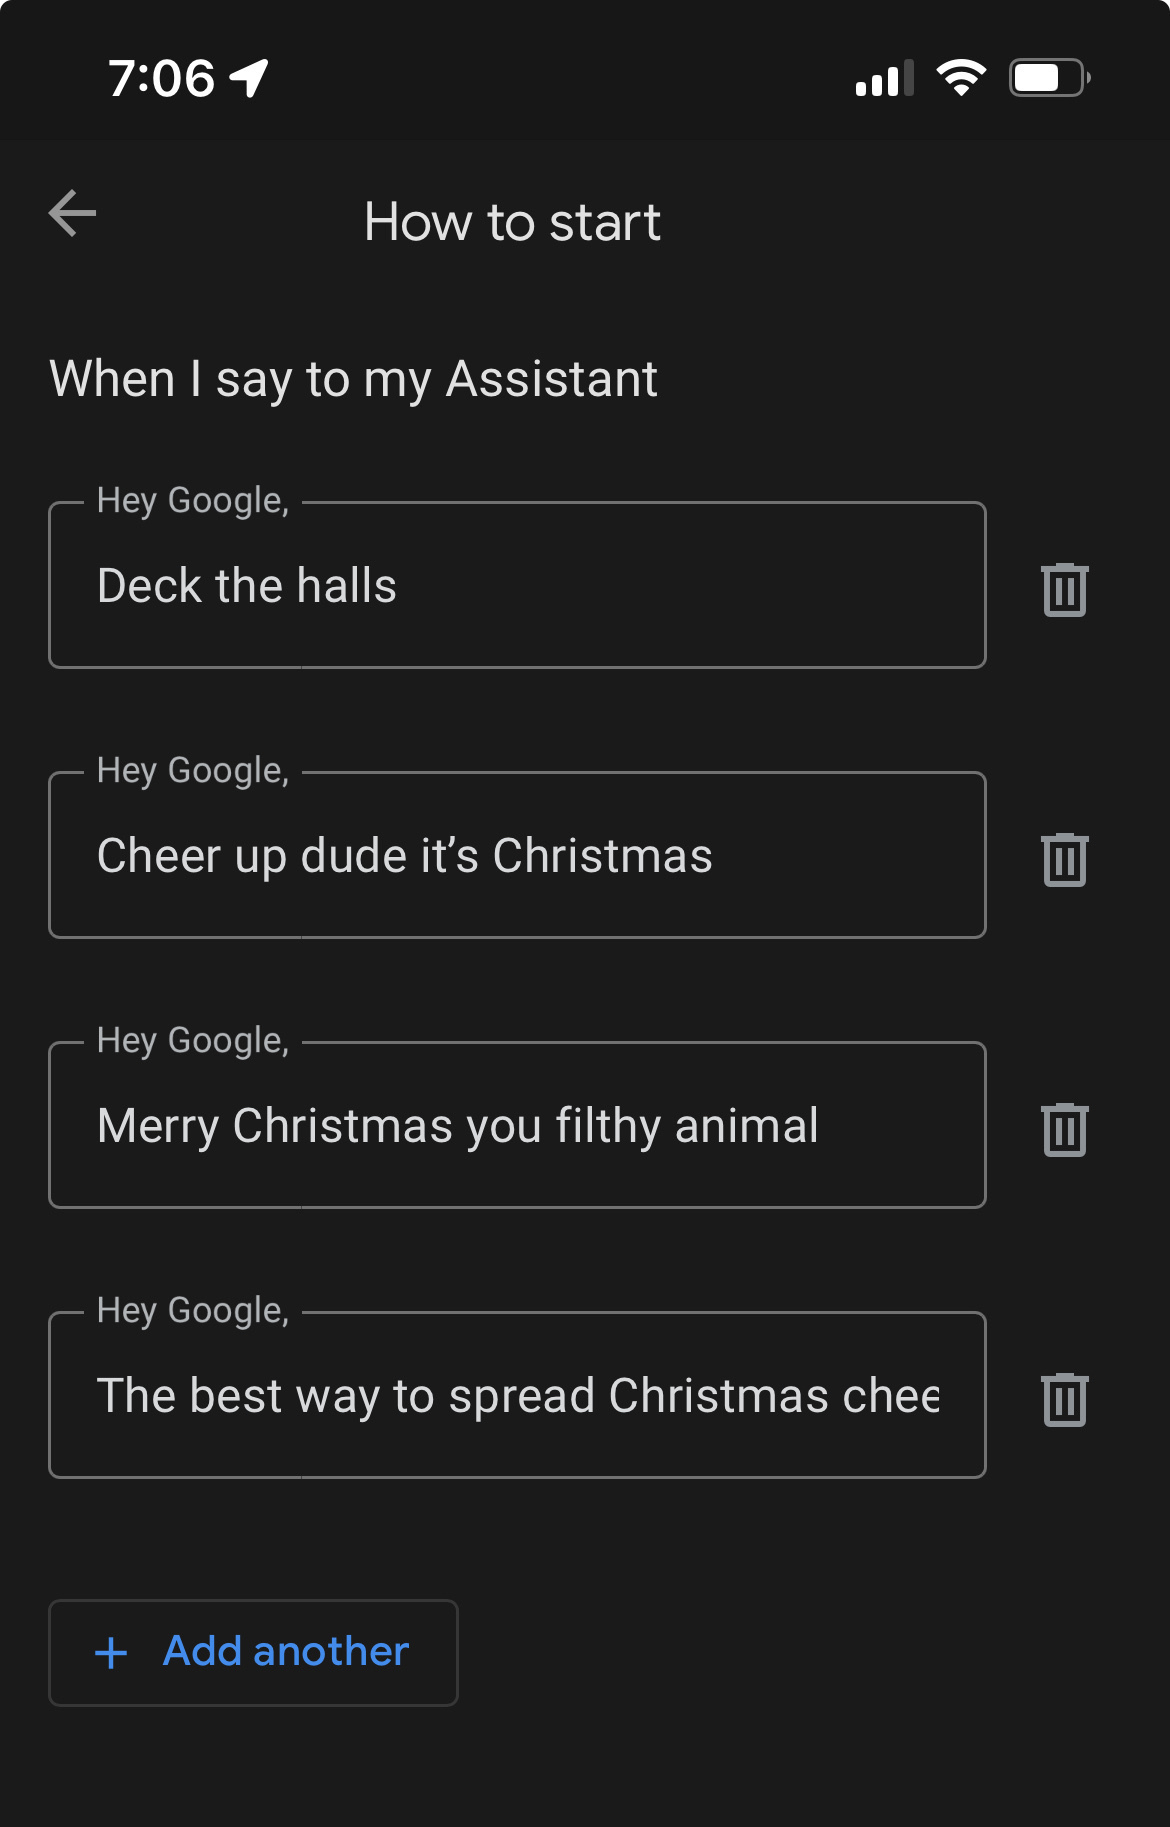 7:06
How to start
When I say to my Assistant
Hey Google,
Deck the halls
Hey Google,
Cheer up dude it’s Christmas
Hey Google,
Merry Christmas you filthy animal
Hey Google,
The best way to spread Christmas chee
+ Add another